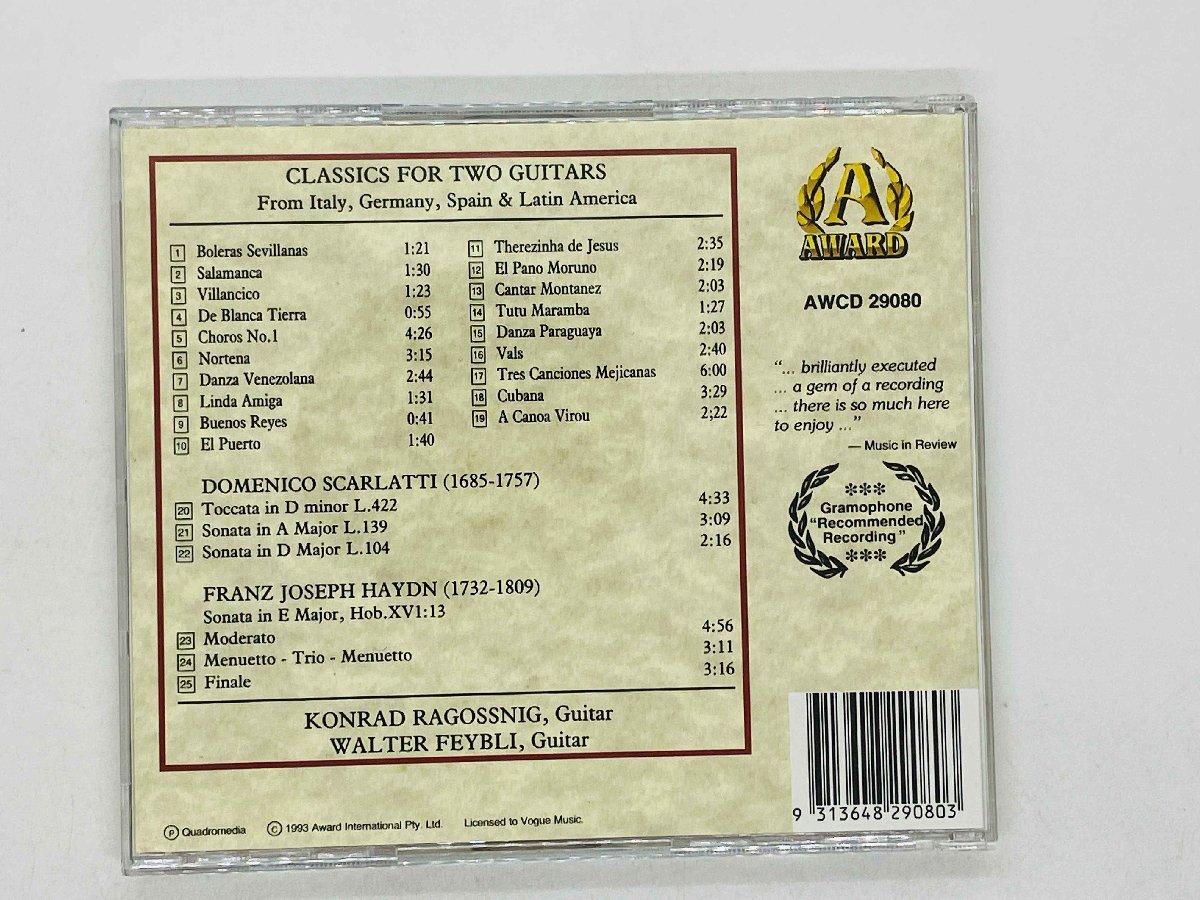 CLASSICS FOR TWO GUITARS
From Italy, Germany, Spain & Latin America
1 Boleras Sevillanas 1:21
2 Salamanca 1:30
3 Villancico 1:23
4 De Blanca Tierra 0:55
5 Choros No.1 4:26
6 Nortena 3:15
7 Danza Venezolana 2:44
8 Linda Amiga 1:31
9 Buenos Reyes 0:41
10 El Puerto 1:40
11 Therezinha de Jesus 2:35
12 El Pano Moruno 2:19
13 Cantar Montanez 2:03
14 Tutu Maramba 1:27
15 Danza Paraguaya 2:03
16 Vals 2:40
17 Tres Canciones Mejicanas 6:00
18 Cubana 3:29
19 A Canoa Virou 2;22
DOMENICO SCARLATTI (1685-1757)
20 Toccata in D minor L.422 4:33
21 Sonata in A Major L.139 3:09
22 Sonata in D Major L.104 2:16
FRANZ JOSEPH HAYDN (1732-1809)
Sonata in E Major, Hob.XV1:13
23 Moderato 4:56
24 Menuetto - Trio - Menuetto 3:11
25 Finale 3:16
KONRAD RAGOSSNIG, Guitar
WALTER FEYBLI, Guitar
Ⓟ Quadromedia © 1993 Award International Pty. Ltd. Licensed to Vogue Music.
A
AWARD
AWCD 29080
"... brilliantly executed
... a gem of a recording
... there is so much here
to enjoy ..."
— Music in Review
***
Gramophone
"Recommended
Recording"
***
9 313648 290803